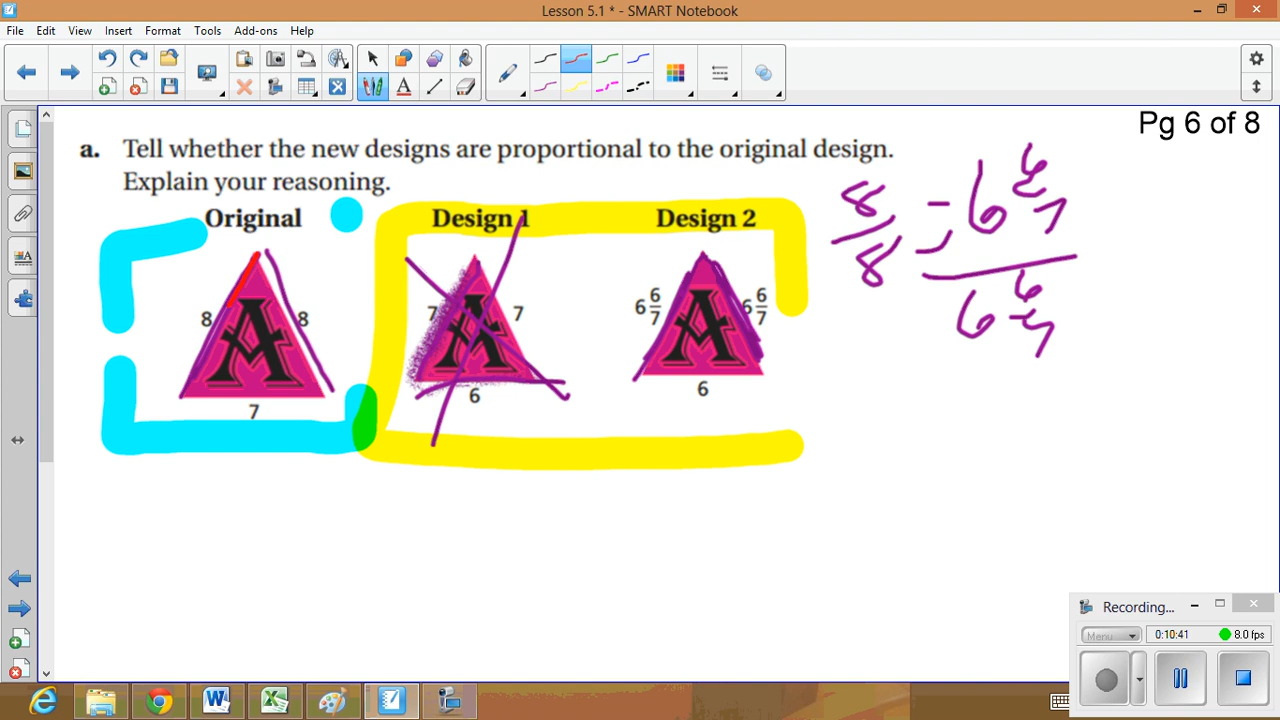 Lesson 5.1 * - SMART Notebook
File Edit View Insert Format Tools Add-ons Help
Pg 6 of 8
a. Tell whether the new designs are proportional to the original design.
Explain your reasoning.
Original Design 1 Design 2
8 8 7 7 6 6/7 6 6/7
A A A
7 6 6
8/8 = 6 6/7 / 6 6/7
Recording...
Menu 0:10:41 8.0 fps